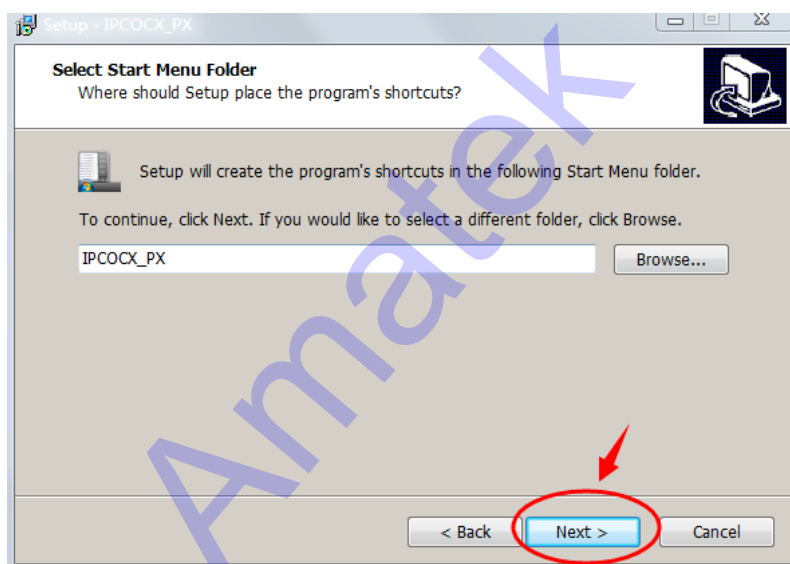 Setup - IPCOCX_PX
Select Start Menu Folder
Where should Setup place the program's shortcuts?
Setup will create the program's shortcuts in the following Start Menu folder.
To continue, click Next. If you would like to select a different folder, click Browse.
IPCOCX_PX
Browse...
< Back
Next >
Cancel
Amatek